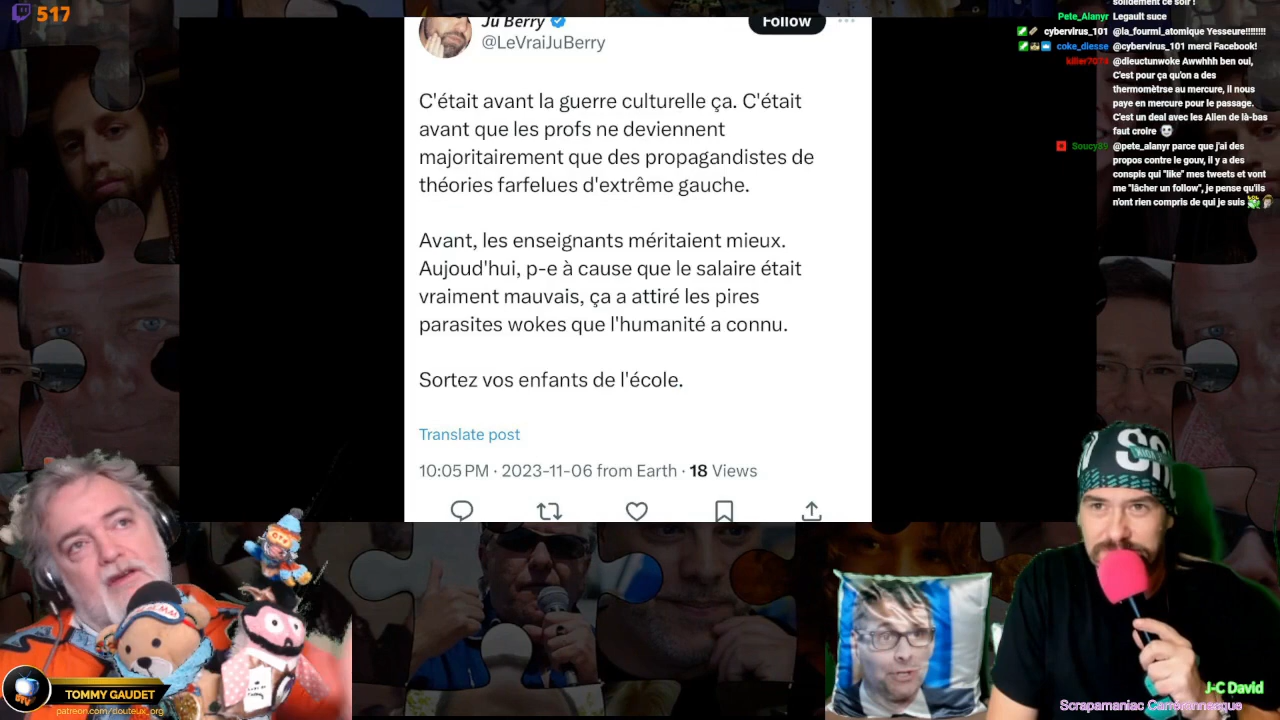 517
Ju Berry
@LeVraiJuBerry
Follow
C'était avant la guerre culturelle ça. C'était
avant que les profs ne deviennent
majoritairement que des propagandistes de
théories farfelues d'extrême gauche.
Avant, les enseignants méritaient mieux.
Aujoud'hui, p-e à cause que le salaire était
vraiment mauvais, ça a attiré les pires
parasites wokes que l'humanité a connu.
Sortez vos enfants de l'école.
Translate post
10:05 PM · 2023-11-06 from Earth · 18 Views
solidement ce soir !
Pete_Alanyr Legault suce
cybervirus_101 @la_fourmi_atomique Yesseure!!!!!!!!
coke_diesse @cybervirus_101 merci Facebook!
@dieuctunwoke Awwhhh ben oui,
C'est pour ça qu'on a des
thermomètrse au mercure, il nous
paye en mercure pour le passage.
C'est un deal avec les Alien de là-bas
faut croire
Soucy89 @pete_alanyr parce que j'ai des
propos contre le gouv, il y a des
conspis qui "like" mes tweets et vont
me "lâcher un follow", je pense qu'ils
n'ont rien compris de qui je suis
TOMMY GAUDET
patreon.com/douteux_org
J-C David